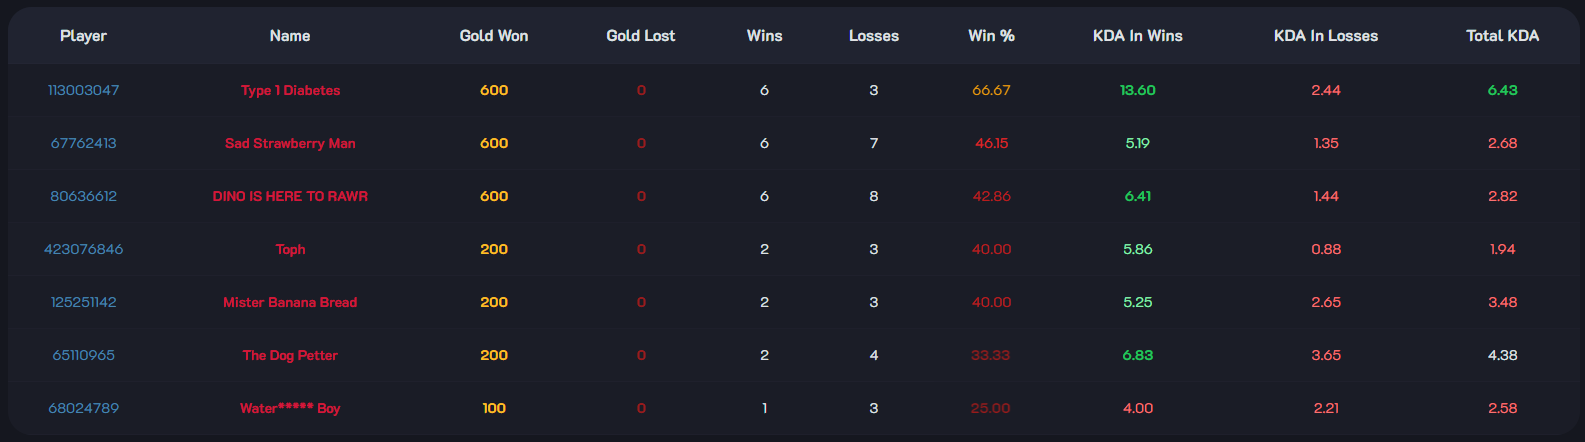 Player Name Gold Won Gold Lost Wins Losses Win % KDA In Wins KDA In Losses Total KDA
113003047 Type 1 Diabetes 600 0 6 3 66.67 13.60 2.44 6.43
67762413 Sad Strawberry Man 600 0 6 7 46.15 5.19 1.35 2.68
80636612 DINO IS HERE TO RAWR 600 0 6 8 42.86 6.41 1.44 2.82
423076846 Toph 200 0 2 3 40.00 5.86 0.88 1.94
125251142 Mister Banana Bread 200 0 2 3 40.00 5.25 2.65 3.48
65110965 The Dog Petter 200 0 2 4 33.33 6.83 3.65 4.38
68024789 Water***** Boy 100 0 1 3 25.00 4.00 2.21 2.58